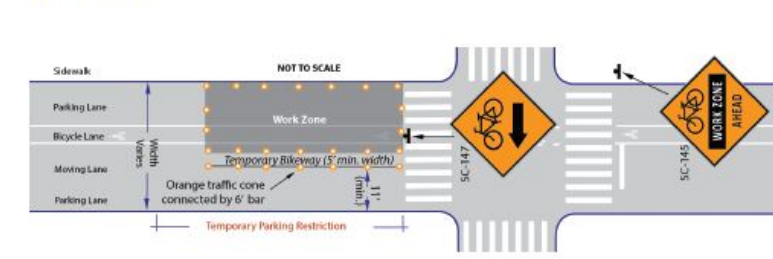 Sidewalk
NOT TO SCALE
Parking Lane
Work Zone
Bicycle Lane
Width
Varies
Temporary Bikeway (5' min. width)
Moving Lane
Orange traffic cone
connected by 6' bar
11'
(min.)
Parking Lane
Temporary Parking Restriction
SC-147
WORK ZONE
AHEAD
SC-145